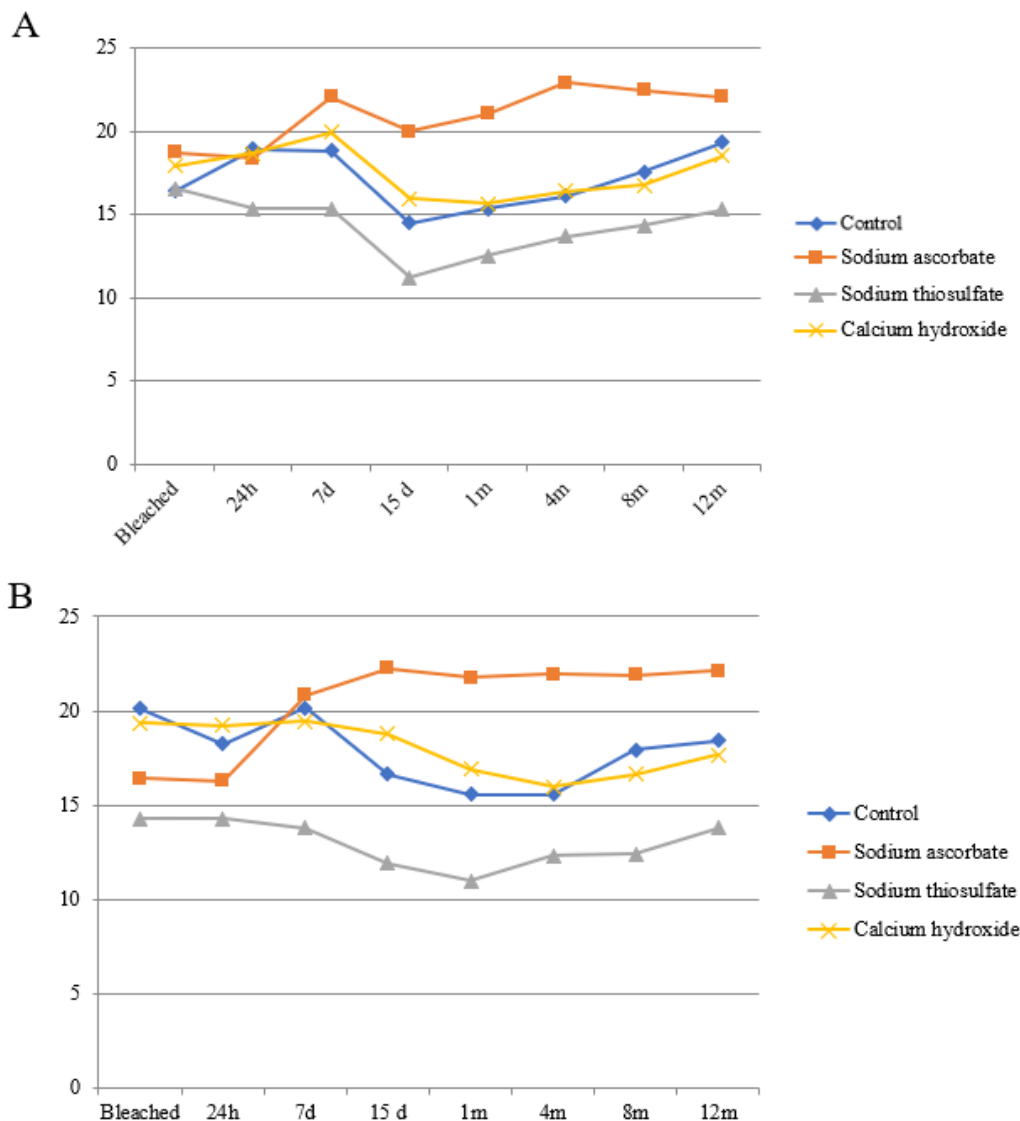 A
25
20
15
10
5
0
Bleached 24h 7d 15 d 1m 4m 8m 12m
Control
Sodium ascorbate
Sodium thiosulfate
Calcium hydroxide
B
25
20
15
10
5
0
Bleached 24h 7d 15 d 1m 4m 8m 12m
Control
Sodium ascorbate
Sodium thiosulfate
Calcium hydroxide